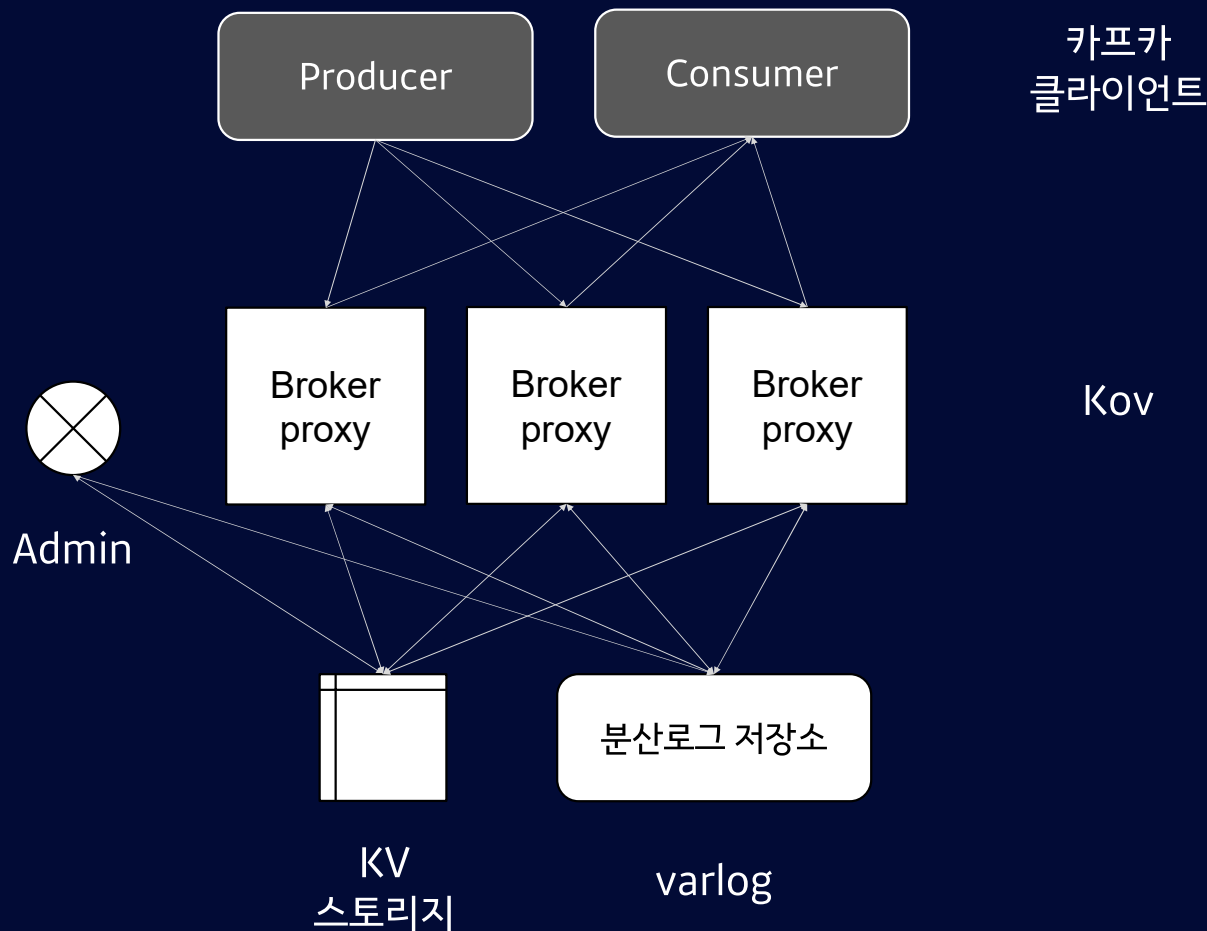 Producer
Consumer
카프카
클라이언트
Broker
proxy
Broker
proxy
Broker
proxy
Kov
Admin
분산로그 저장소
KV
스토리지
varlog